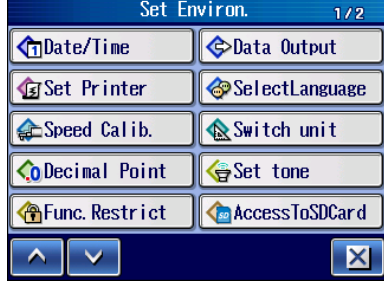 Set Environ. 1/2
Date/Time
Data Output
Set Printer
SelectLanguage
Speed Calib.
Switch unit
Decimal Point
Set tone
Func.Restrict
AccessToSDCard